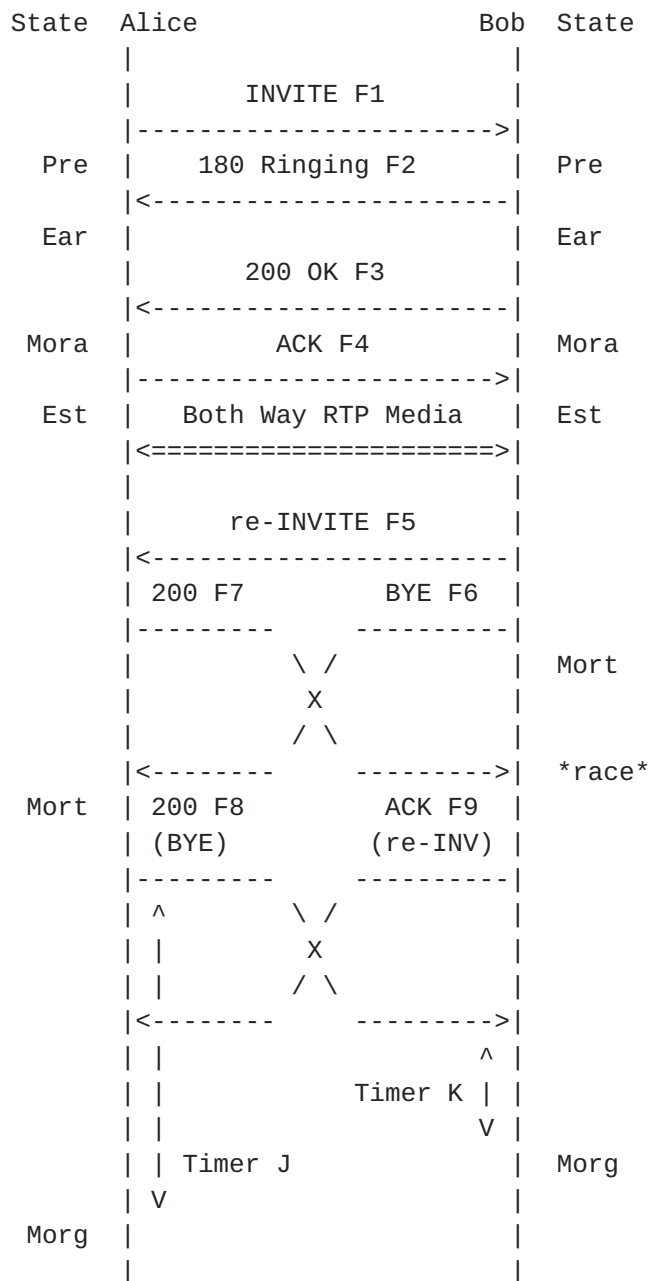 State  Alice                  Bob  State
       |                        |
       |       INVITE F1        |
       |----------------------->|
  Pre  |    180 Ringing F2      |  Pre
       |<-----------------------|
  Ear  |                        |  Ear
       |       200 OK F3        |
       |<-----------------------|
 Mora  |         ACK F4         |  Mora
       |----------------------->|
  Est  |   Both Way RTP Media   |  Est
       |<======================>|
       |                        |
       |      re-INVITE F5      |
       |<-----------------------|
       | 200 F7         BYE F6  |
       |---------     ----------|
       |          \ /           |  Mort
       |           X            |
       |          / \           |
       |<--------     --------->|  *race*
 Mort  | 200 F8         ACK F9  |
       | (BYE)         (re-INV) |
       |---------     ----------|
       | ^        \ /           |
       | |         X            |
       | |        / \           |
       |<--------     --------->|
       | |                    ^ |
       | |            Timer K | |
       | |                    V |
       | | Timer J              |  Morg
       | V                      |
 Morg  |                        |
       |                        |